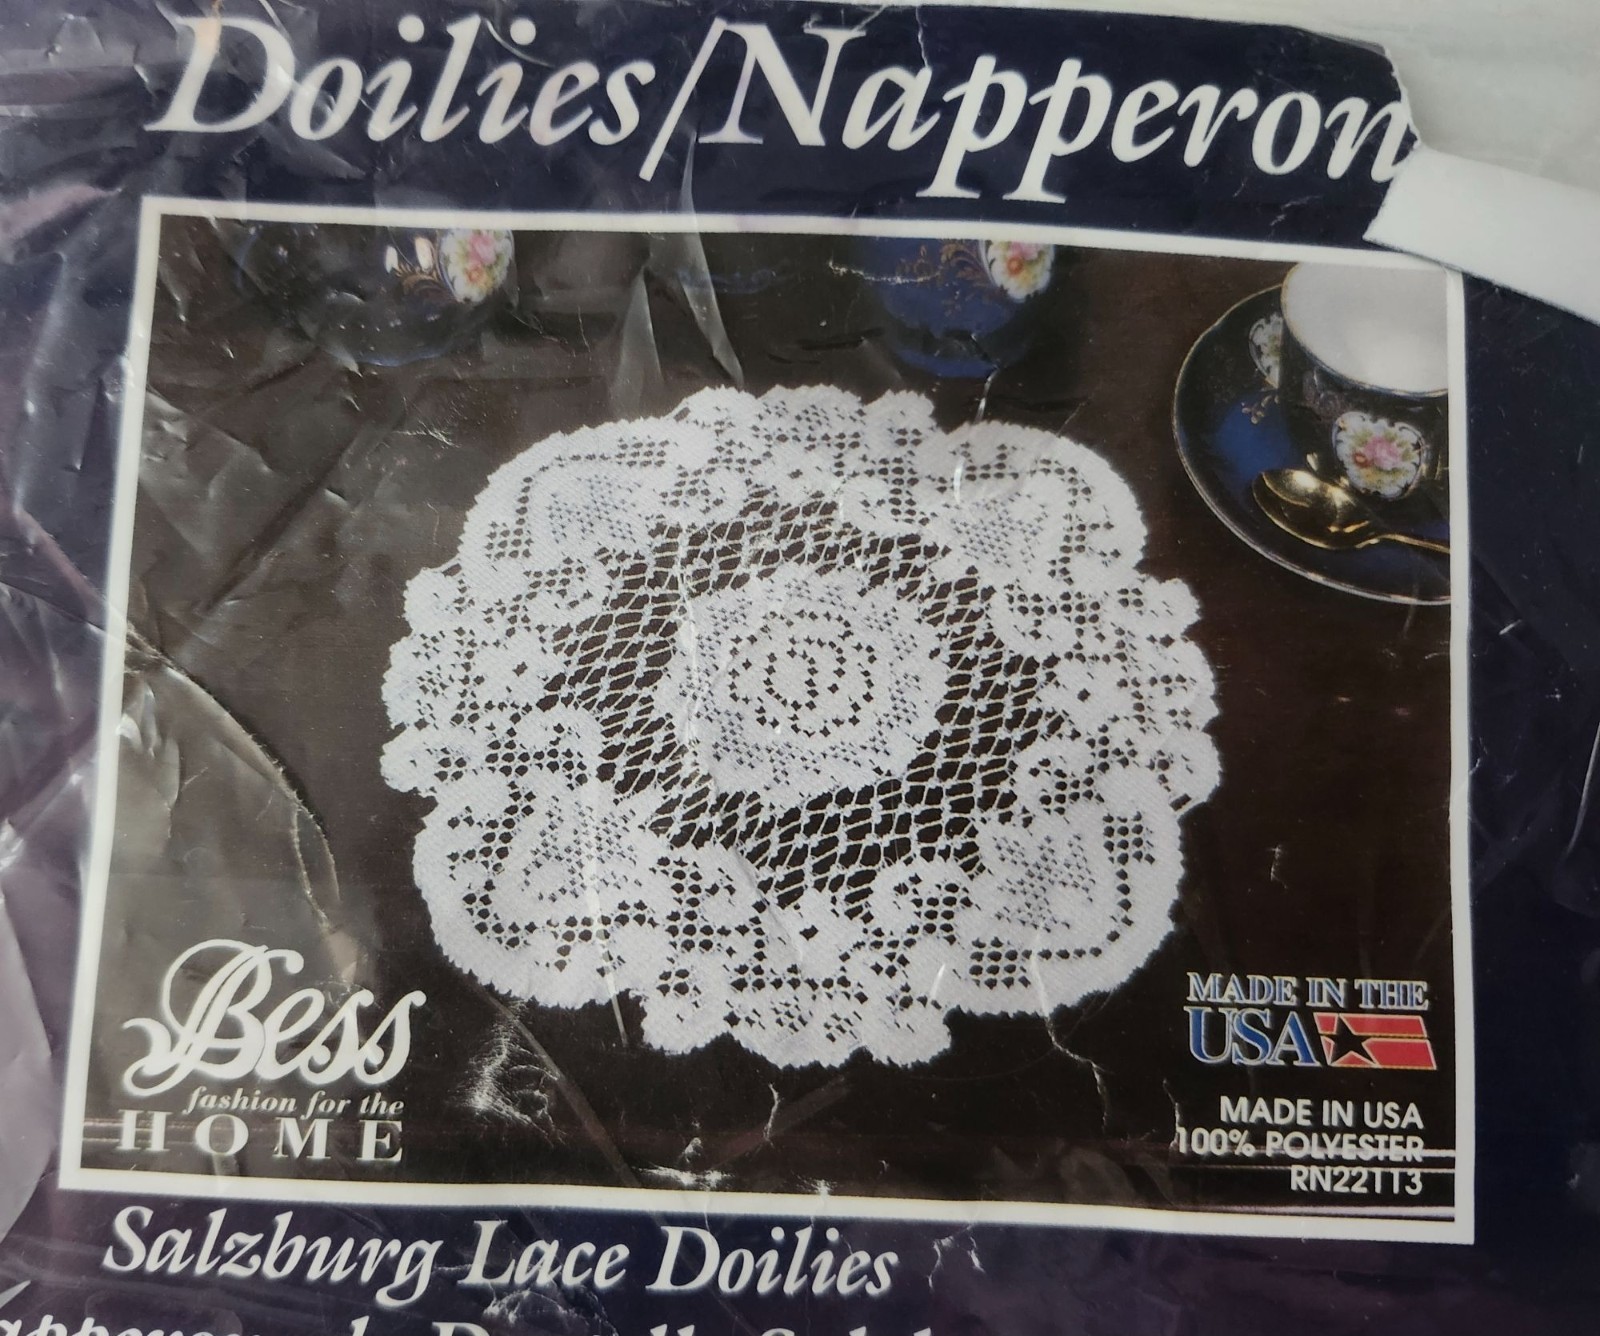 Doilies/Napperon
Bess
fashion for the
HOME
MADE IN THE
USA
MADE IN USA
100% POLYESTER
RN22113
Salzburg Lace Doilies